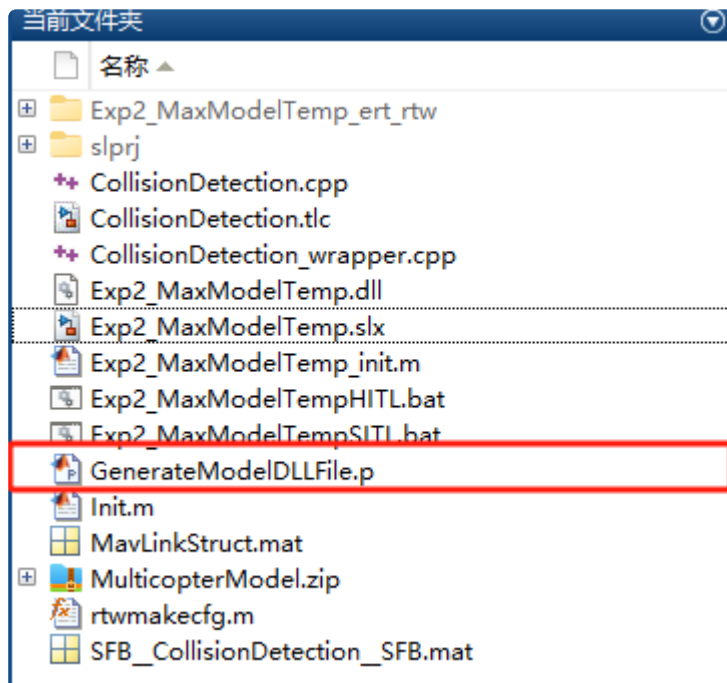 当前文件夹
名称
Exp2_MaxModelTemp_ert_rtw
slprj
CollisionDetection.cpp
CollisionDetection.tlc
CollisionDetection_wrapper.cpp
Exp2_MaxModelTemp.dll
Exp2_MaxModelTemp.slx
Exp2_MaxModelTemp_init.m
Exp2_MaxModelTempHITL.bat
Exp2_MaxModelTempSITL.bat
GenerateModelDLLFile.p
Init.m
MavLinkStruct.mat
MulticopterModel.zip
rtwmakecfg.m
SFB__CollisionDetection__SFB.mat